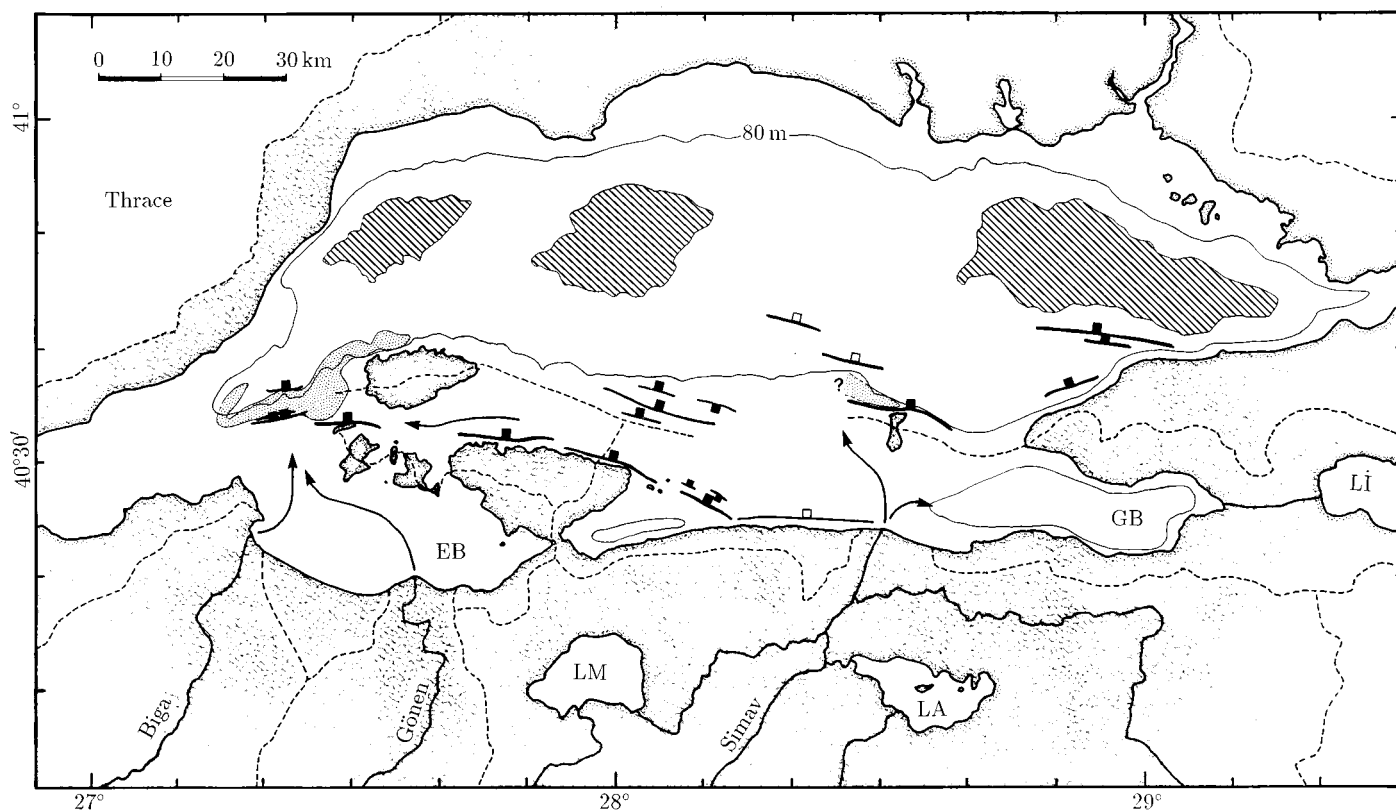 0 10 20 30 km
41°
80 m
Thrace
?
40°30'
LİI
GB
EB
LM
LA
Biga
Gönen
Simav
27° 28° 29°